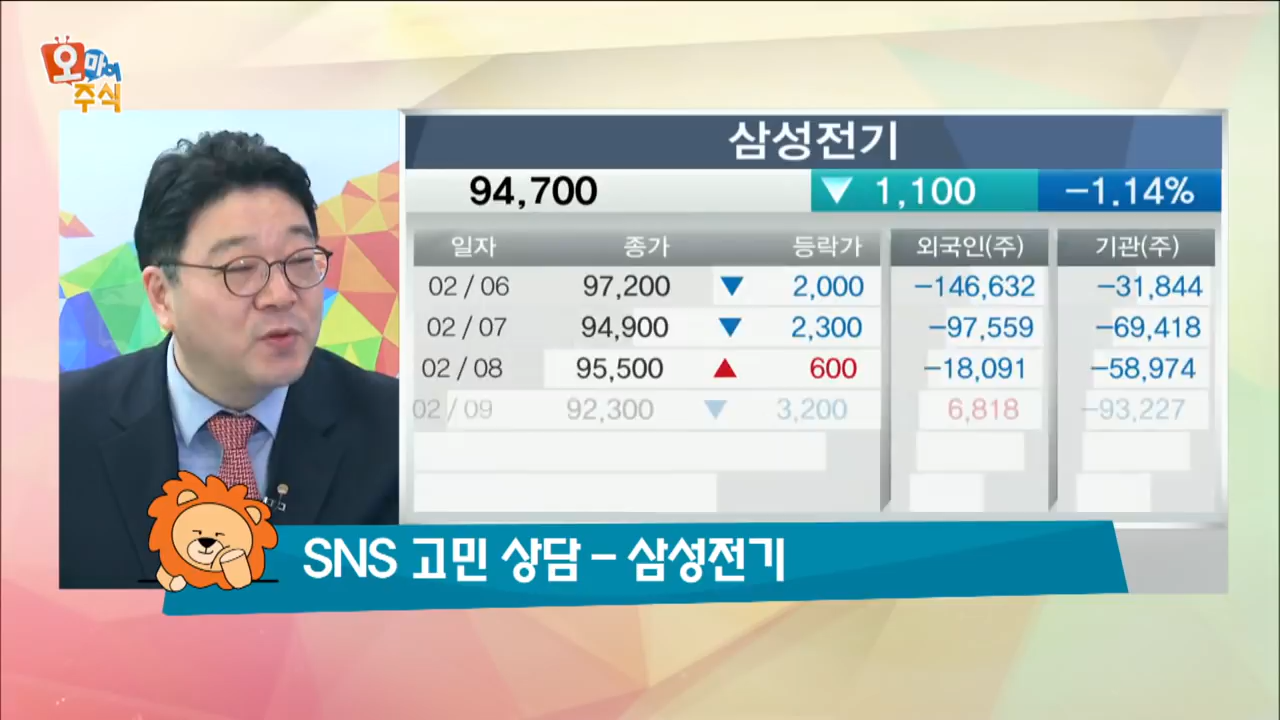 오마이
주식
삼성전기
94,700 ▼ 1,100 -1.14%
일자 종가 등락가 외국인(주) 기관(주)
02 / 06 97,200 ▼ 2,000 -146,632 -31,844
02 / 07 94,900 ▼ 2,300 -97,559 -69,418
02 / 08 95,500 ▲ 600 -18,091 -58,974
02 / 09 92,300 ▼ 3,200 6,818 -93,227
SNS 고민 상담 - 삼성전기